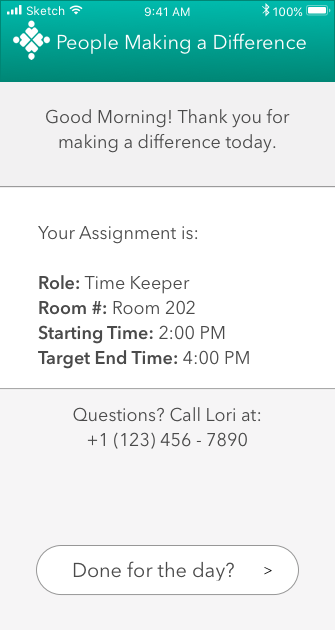 Sketch 9:41 AM 100%
People Making a Difference
Good Morning! Thank you for
making a difference today.
Your Assignment is:
Role: Time Keeper
Room #: Room 202
Starting Time: 2:00 PM
Target End Time: 4:00 PM
Questions? Call Lori at:
+1 (123) 456 - 7890
Done for the day? >